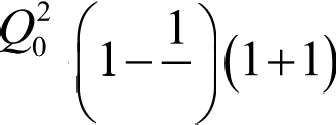 Q_0^2 (1 − 1/ ) (1+1)